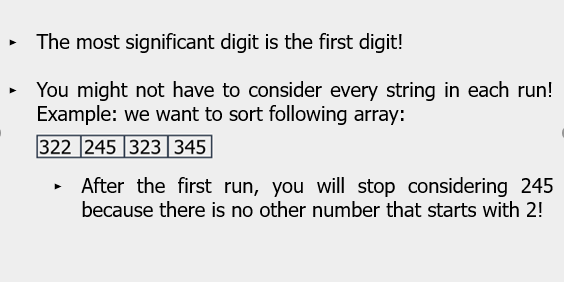 ► The most significant digit is the first digit!
► You might not have to consider every string in each run!
Example: we want to sort following array:
322 245 323 345
► After the first run, you will stop considering 245
because there is no other number that starts with 2!